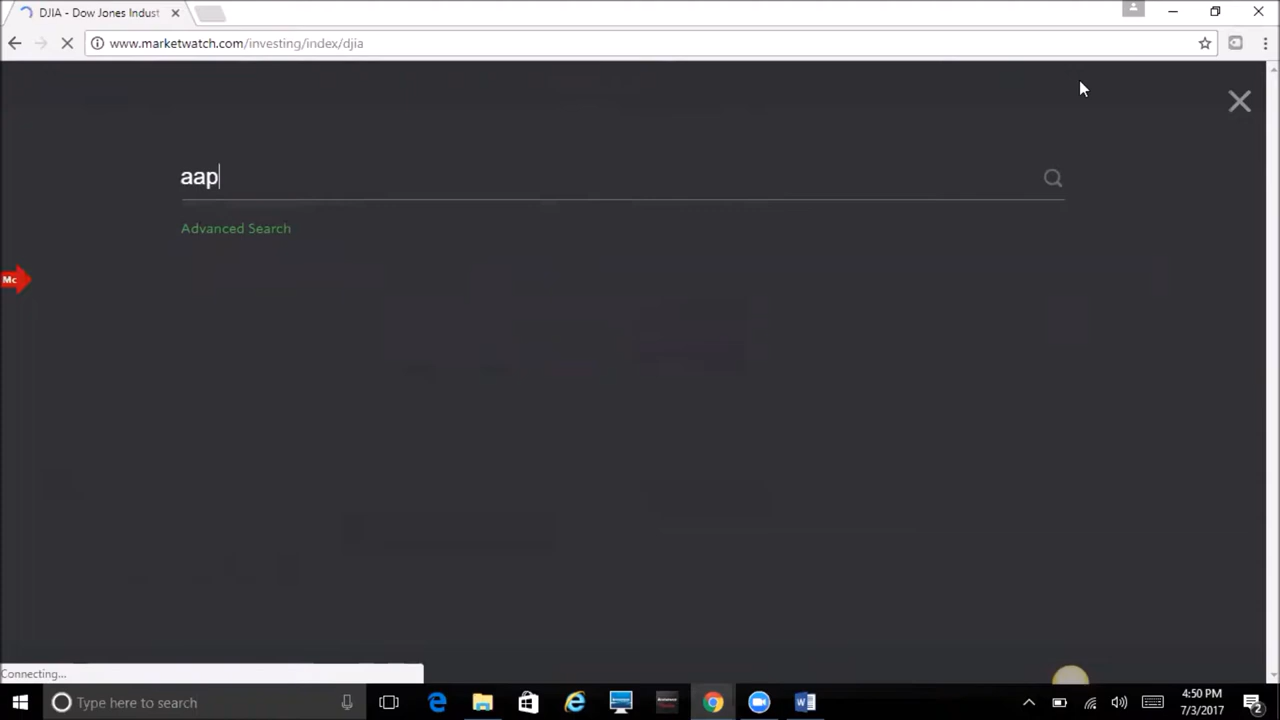 DJIA - Dow Jones Indust
www.marketwatch.com/investing/index/djia
aap
Advanced Search
Mc
Connecting...
Type here to search
4:50 PM
7/3/2017
2